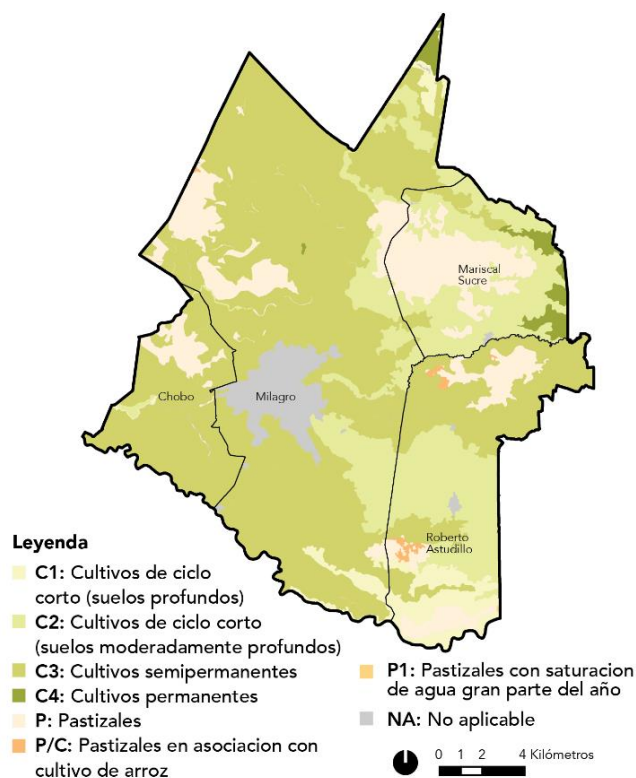 Mariscal
Sucre
Chobo
Milagro
Roberto
Astudillo
Leyenda
C1: Cultivos de ciclo
corto (suelos profundos)
C2: Cultivos de ciclo corto
(suelos moderadamente profundos)
C3: Cultivos semipermanentes
C4: Cultivos permanentes
P: Pastizales
P/C: Pastizales en asociacion con
cultivo de arroz
P1: Pastizales con saturacion
de agua gran parte del año
NA: No aplicable
0 1 2 4 Kilómetros